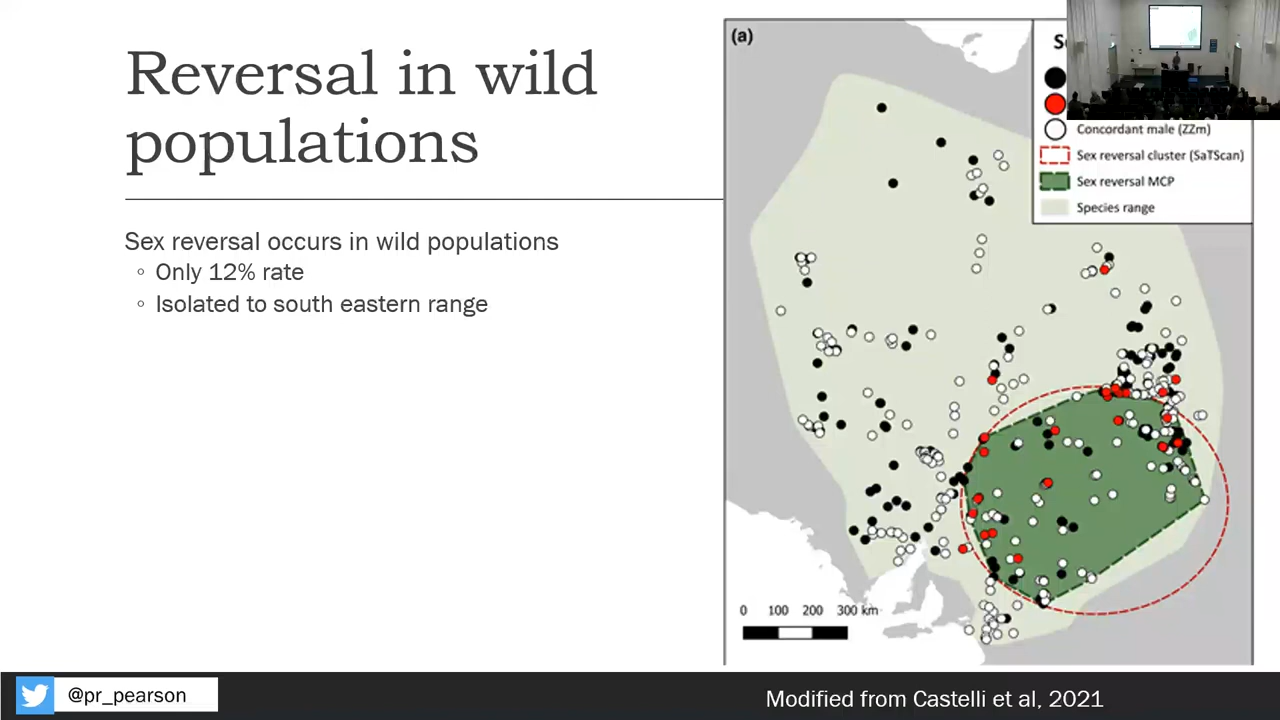 Reversal in wild
populations
Sex reversal occurs in wild populations
◦ Only 12% rate
◦ Isolated to south eastern range
(a)
Concordant male (ZZm)
Sex reversal cluster (SaTScan)
Sex reversal MCP
Species range
0 100 200 300 km
@pr_pearson
Modified from Castelli et al, 2021